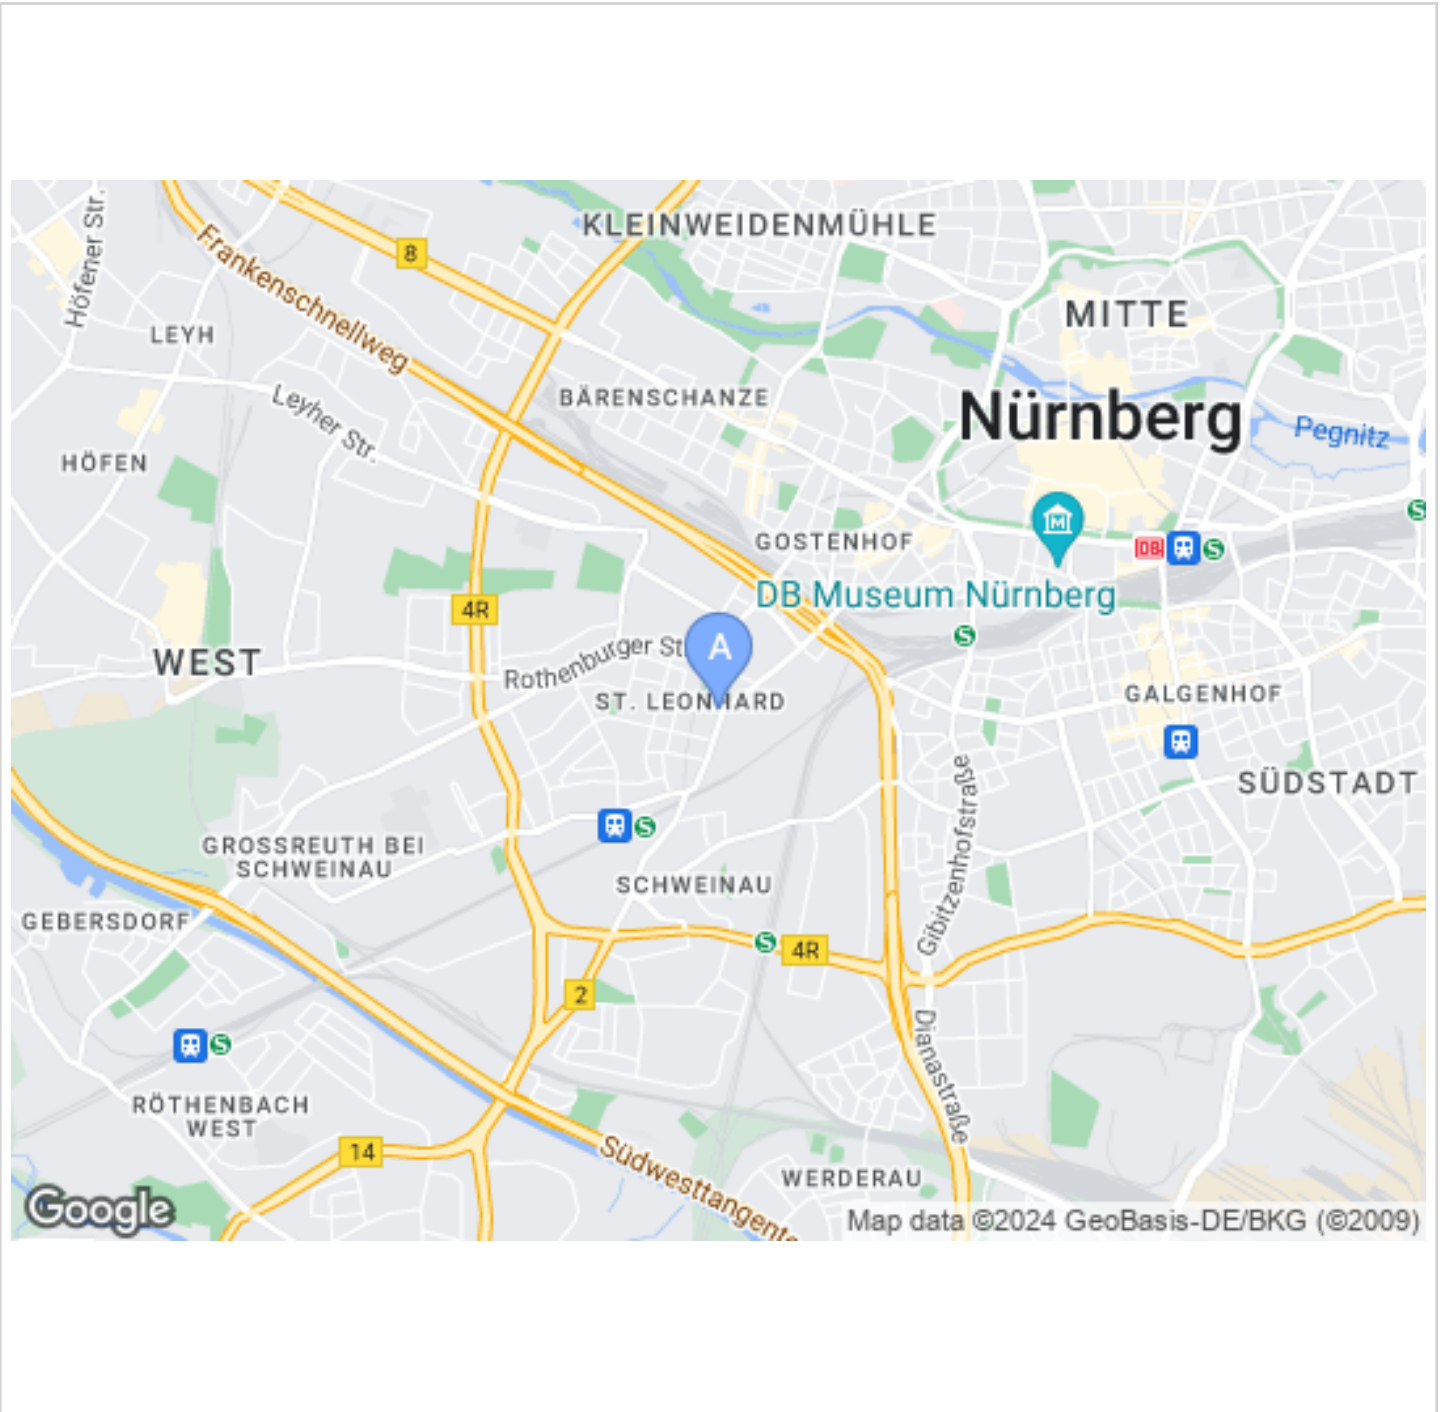 KLEINWEIDENMÜHLE
8
Höfener Str.
Frankenschnellweg
MITTE
LEYH
BÄRENSCHANZE
Nürnberg
Leyher Str.
Pegnitz
HÖFEN
S
M
GOSTENHOF
DB
S
DB Museum Nürnberg
4R
S
A
Rothenburger St
WEST
ST. LEONHARD
GALGENHOF
SÜDSTADT
S
GROSSREUTH BEI
SCHWEINAU
Gibitzenhofstraße
SCHWEINAU
GEBERSDORF
S
4R
2
S
Dianastraße
RÖTHENBACH
WEST
14
Südwesttangente
WERDERAU
Google
Map data ©2024 GeoBasis-DE/BKG (©2009)